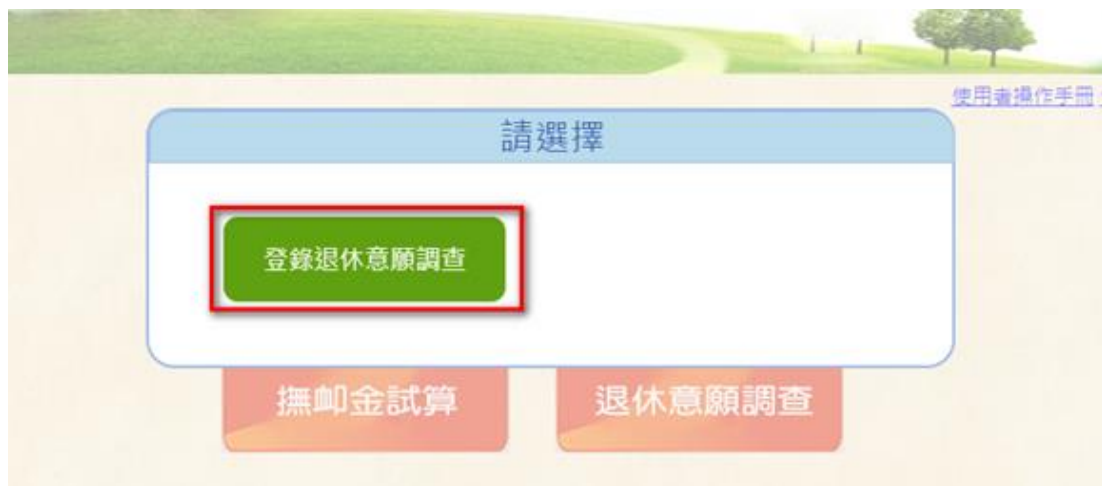 使用者操作手冊
請選擇
登錄退休意願調查
撫卹金試算
退休意願調查